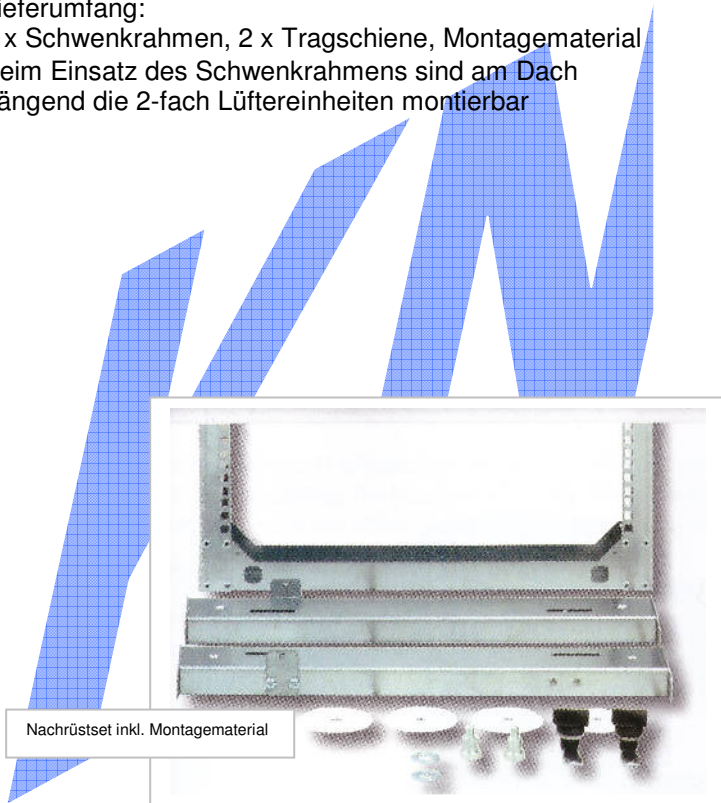 ieferumfang:
x Schwenkrahmen, 2 x Tragschiene, Montagematerial
eim Einsatz des Schwenkrahmens sind am Dach
ängend die 2-fach Lüftereinheiten montierbar
Nachrüstset inkl. Montagematerial